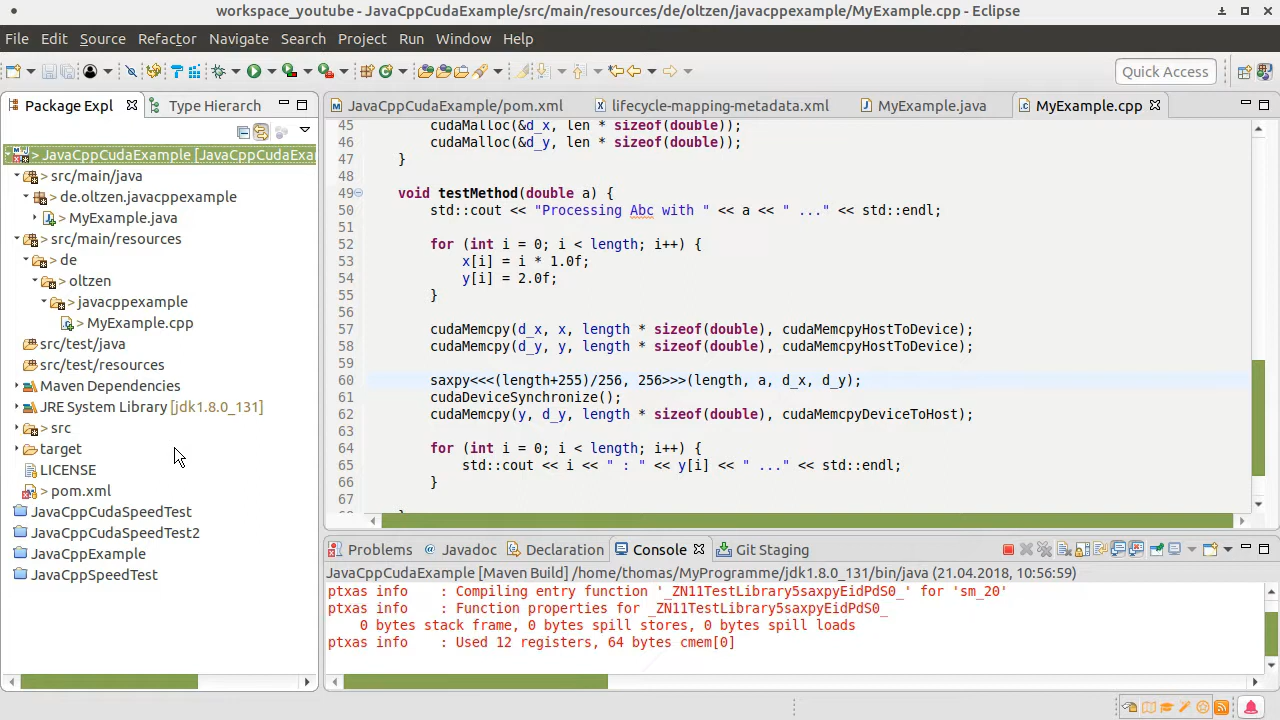 workspace_youtube - JavaCppCudaExample/src/main/resources/de/oltzen/javacppexample/MyExample.cpp - Eclipse
File Edit Source Refactor Navigate Search Project Run Window Help
Quick Access
Package Expl
Type Hierarch
> JavaCppCudaExample [JavaCppCudaExar
> src/main/java
> de.oltzen.javacppexample
> MyExample.java
> src/main/resources
> de
> oltzen
> javacppexample
> MyExample.cpp
src/test/java
src/test/resources
Maven Dependencies
JRE System Library [jdk1.8.0_131]
> src
target
LICENSE
> pom.xml
JavaCppCudaSpeedTest
JavaCppCudaSpeedTest2
JavaCppExample
JavaCppSpeedTest
JavaCppCudaExample/pom.xml
lifecycle-mapping-metadata.xml
MyExample.java
MyExample.cpp
45 cudaMalloc(&d_x, len * sizeof(double));
46 cudaMalloc(&d_y, len * sizeof(double));
47 }
48
49 void testMethod(double a) {
50 std::cout << "Processing Abc with " << a << " ..." << std::endl;
51
52 for (int i = 0; i < length; i++) {
53 x[i] = i * 1.0f;
54 y[i] = 2.0f;
55 }
56
57 cudaMemcpy(d_x, x, length * sizeof(double), cudaMemcpyHostToDevice);
58 cudaMemcpy(d_y, y, length * sizeof(double), cudaMemcpyHostToDevice);
59
60 saxpy<<<(length+255)/256, 256>>>(length, a, d_x, d_y);
61 cudaDeviceSynchronize();
62 cudaMemcpy(y, d_y, length * sizeof(double), cudaMemcpyDeviceToHost);
63
64 for (int i = 0; i < length; i++) {
65 std::cout << i << " : " << y[i] << " ..." << std::endl;
66 }
67
Problems
Javadoc
Declaration
Console
Git Staging
JavaCppCudaExample [Maven Build] /home/thomas/MyProgramme/jdk1.8.0_131/bin/java (21.04.2018, 10:56:59)
ptxas info : Compiling entry function '_ZN11TestLibrary5saxpyEidPdS0_' for 'sm_20'
ptxas info : Function properties for _ZN11TestLibrary5saxpyEidPdS0_
0 bytes stack frame, 0 bytes spill stores, 0 bytes spill loads
ptxas info : Used 12 registers, 64 bytes cmem[0]